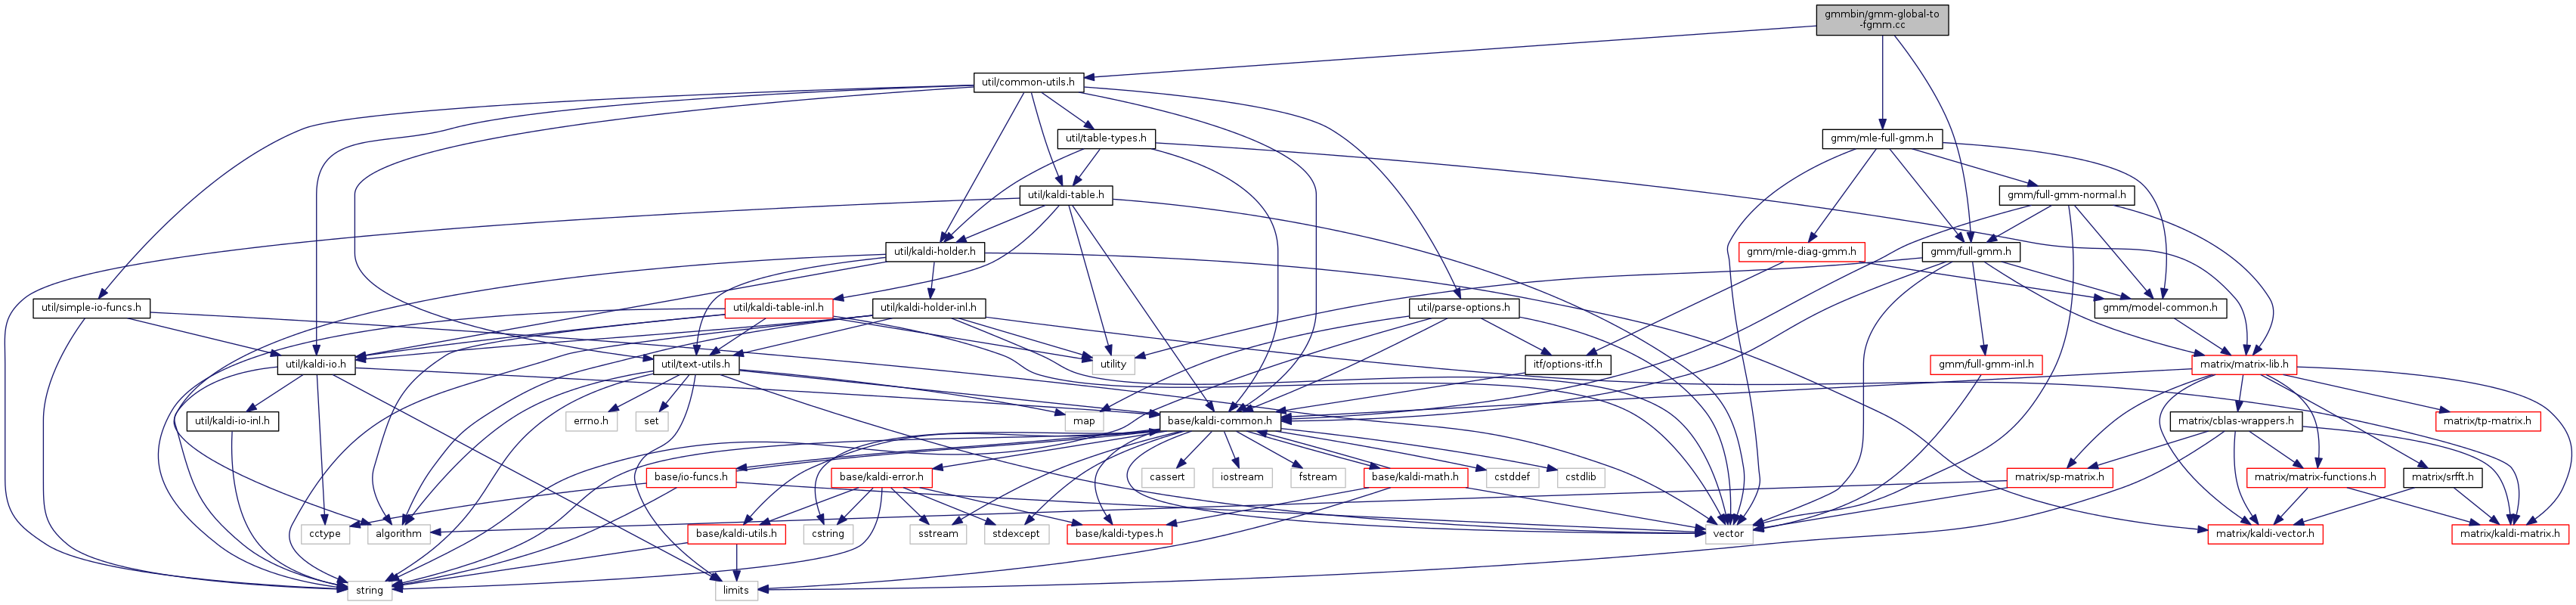 gmmbin/gmm-global-to
-fgmm.cc
util/common-utils.h
util/table-types.h
gmm/mle-full-gmm.h
util/kaldi-table.h
gmm/full-gmm-normal.h
util/kaldi-holder.h
gmm/mle-diag-gmm.h
gmm/full-gmm.h
util/simple-io-funcs.h
util/kaldi-table-inl.h
util/kaldi-holder-inl.h
util/parse-options.h
gmm/model-common.h
util/kaldi-io.h
util/text-utils.h
utility
itf/options-itf.h
gmm/full-gmm-inl.h
matrix/matrix-lib.h
util/kaldi-io-inl.h
errno.h
set
map
base/kaldi-common.h
matrix/cblas-wrappers.h
matrix/tp-matrix.h
base/io-funcs.h
base/kaldi-error.h
cassert
iostream
fstream
base/kaldi-math.h
cstddef
cstdlib
matrix/sp-matrix.h
matrix/matrix-functions.h
matrix/srfft.h
cctype
algorithm
base/kaldi-utils.h
cstring
sstream
stdexcept
base/kaldi-types.h
vector
matrix/kaldi-vector.h
matrix/kaldi-matrix.h
string
limits